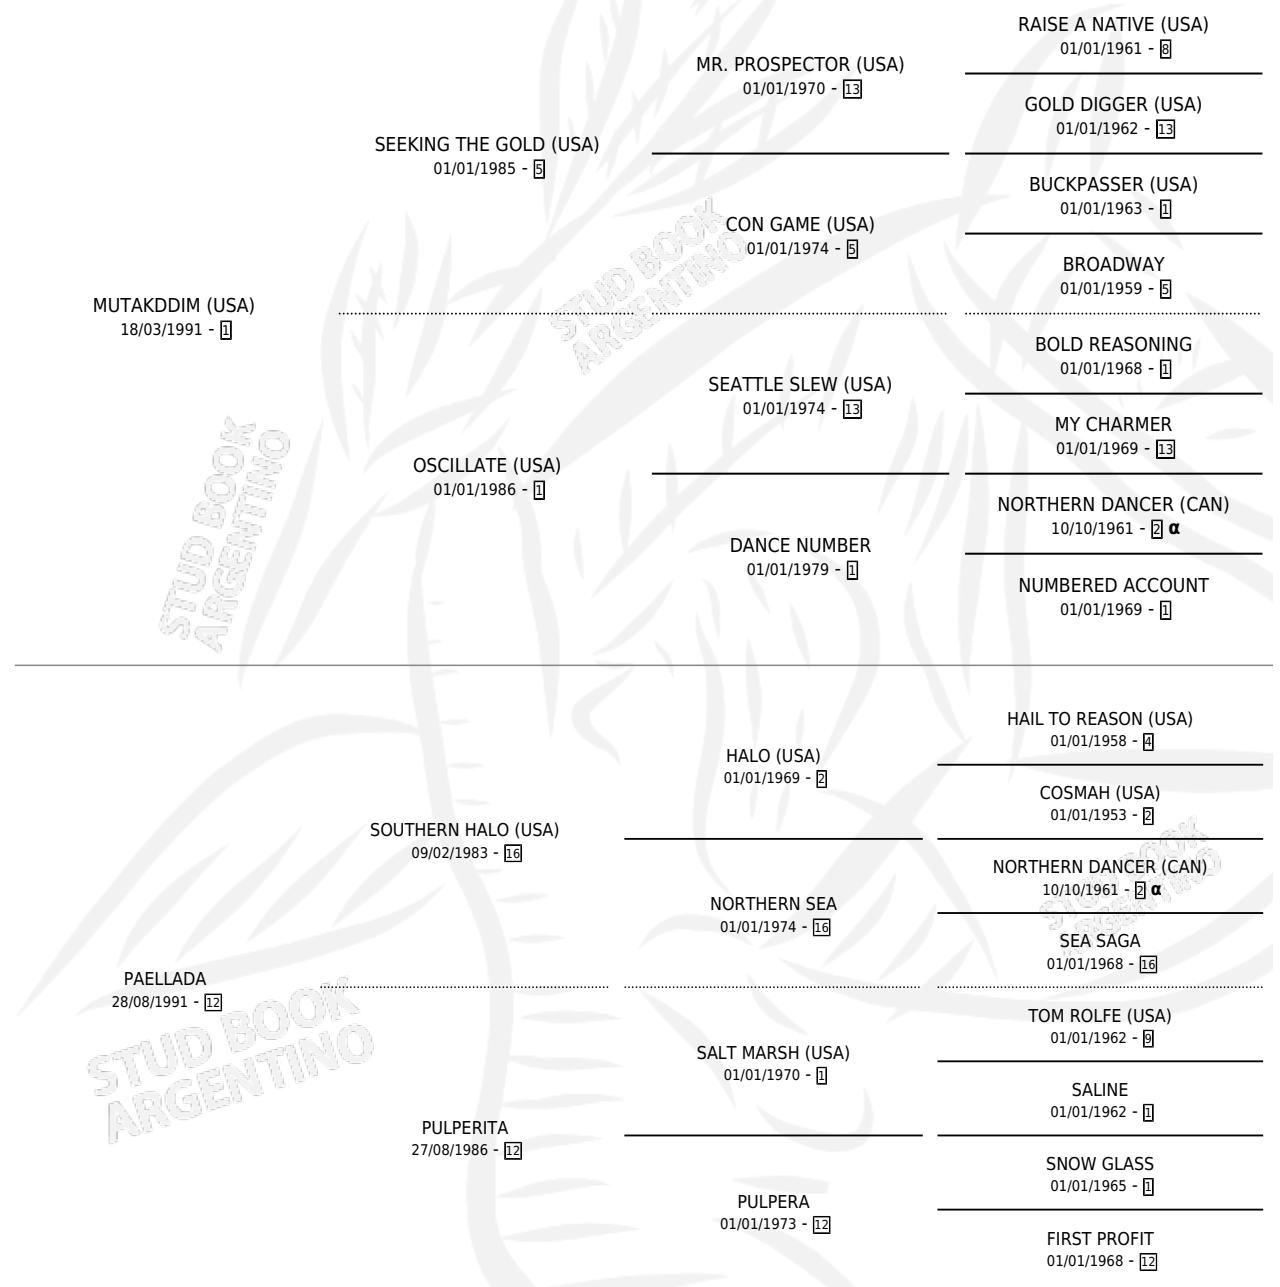 RAISE A NATIVE (USA)
01/01/1961 - 8
MR. PROSPECTOR (USA)
01/01/1970 - 13
GOLD DIGGER (USA)
01/01/1962 - 13
SEEKING THE GOLD (USA)
01/01/1985 - 5
BUCKPASSER (USA)
01/01/1963 - 1
CON GAME (USA)
01/01/1974 - 5
BROADWAY
01/01/1959 - 5
MUTAKDDIM (USA)
18/03/1991 - 1
BOLD REASONING
01/01/1968 - 1
SEATTLE SLEW (USA)
01/01/1974 - 13
MY CHARMER
01/01/1969 - 13
OSCILLATE (USA)
01/01/1986 - 1
NORTHERN DANCER (CAN)
10/10/1961 - 2 α
DANCE NUMBER
01/01/1979 - 1
NUMBERED ACCOUNT
01/01/1969 - 1
HAIL TO REASON (USA)
01/01/1958 - 4
HALO (USA)
01/01/1969 - 2
COSMAH (USA)
01/01/1953 - 2
SOUTHERN HALO (USA)
09/02/1983 - 16
NORTHERN DANCER (CAN)
10/10/1961 - 2 α
NORTHERN SEA
01/01/1974 - 16
SEA SAGA
01/01/1968 - 16
PAELLADA
28/08/1991 - 12
TOM ROLFE (USA)
01/01/1962 - 9
SALT MARSH (USA)
01/01/1970 - 1
SALINE
01/01/1962 - 1
PULPERITA
27/08/1986 - 12
SNOW GLASS
01/01/1965 - 1
PULPERA
01/01/1973 - 12
FIRST PROFIT
01/01/1968 - 12
STUD BOOK
ARGENTINO
STUD BOOK
ARGENTINO
STUD BOOK
ARGENTINO
STUD BOOK
ARGENTINO